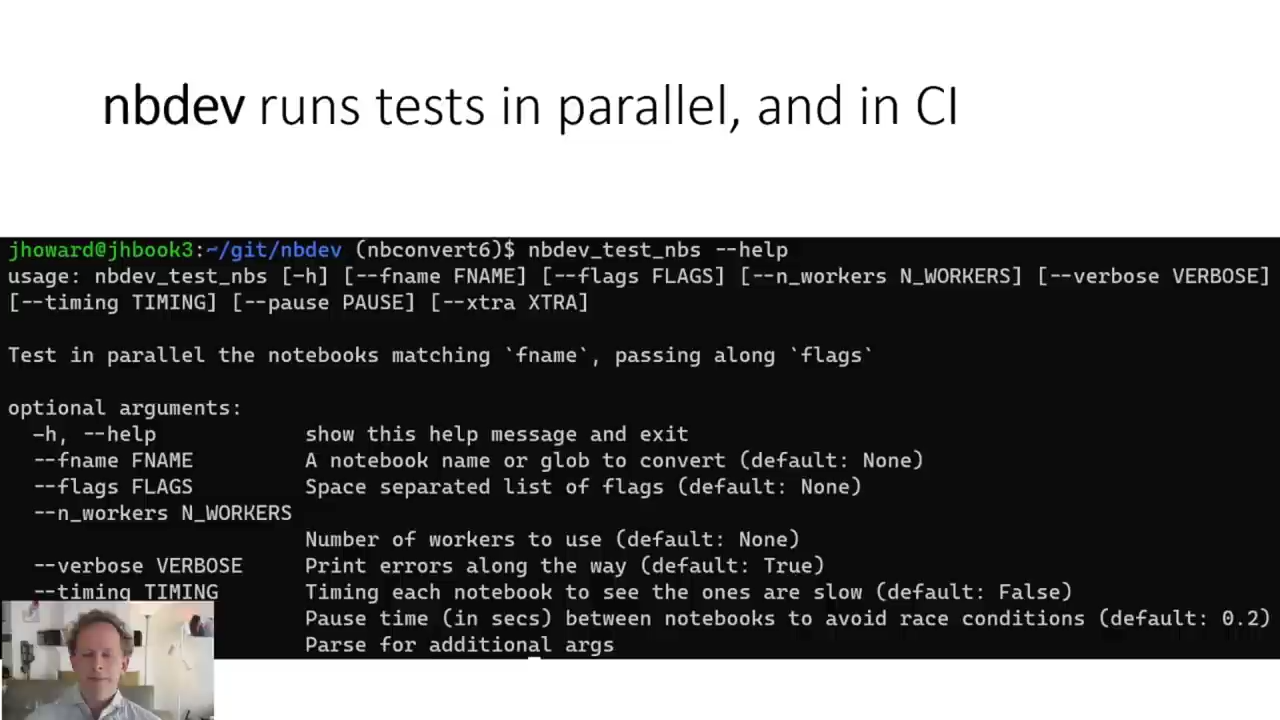 nbdev runs tests in parallel, and in CI
jhoward@jhbook3:~/git/nbdev (nbconvert6)$ nbdev_test_nbs --help
usage: nbdev_test_nbs [-h] [--fname FNAME] [--flags FLAGS] [--n_workers N_WORKERS] [--verbose VERBOSE]
[--timing TIMING] [--pause PAUSE] [--xtra XTRA]
Test in parallel the notebooks matching `fname`, passing along `flags`
optional arguments:
-h, --help show this help message and exit
--fname FNAME A notebook name or glob to convert (default: None)
--flags FLAGS Space separated list of flags (default: None)
--n_workers N_WORKERS
Number of workers to use (default: None)
--verbose VERBOSE Print errors along the way (default: True)
--timing TIMING Timing each notebook to see the ones are slow (default: False)
Pause time (in secs) between notebooks to avoid race conditions (default: 0.2)
Parse for additional args